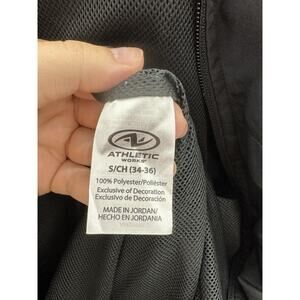 ATHLETIC
WORKS
S/CH (34-36)
100% Polyester/Poliéster
Exclusive of Decoration
Exclusivo de Decoración
MADE IN JORDAN/
HECHO EN JORDANIA